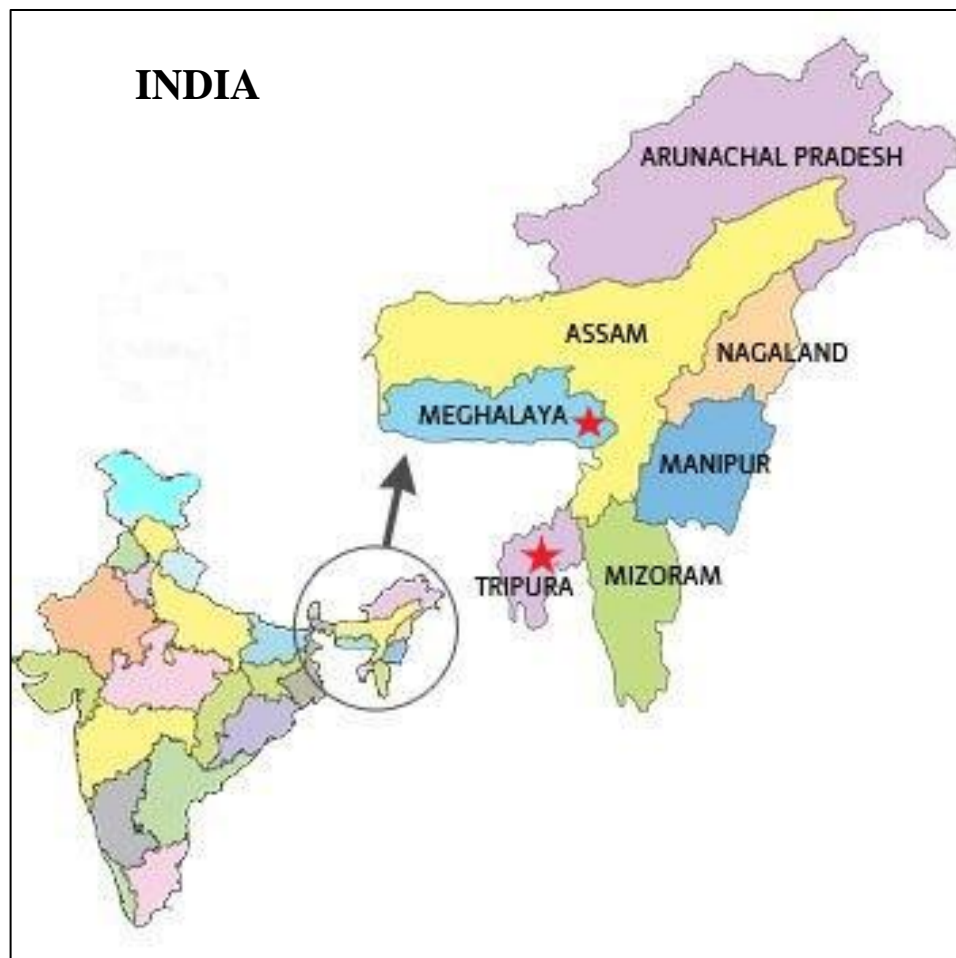 INDIA
ARUNACHAL PRADESH
ASSAM
NAGALAND
MEGHALAYA
MANIPUR
TRIPURA
MIZORAM